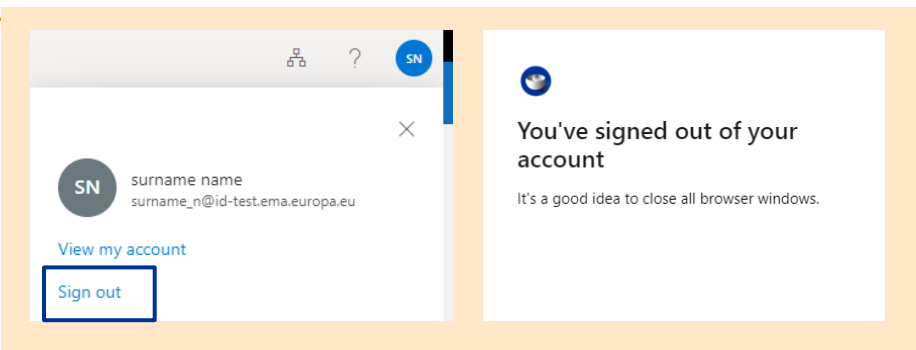 ?
SN
SN
surname name
surname_n@id-test.ema.europa.eu
View my account
Sign out
You've signed out of your
account
It's a good idea to close all browser windows.